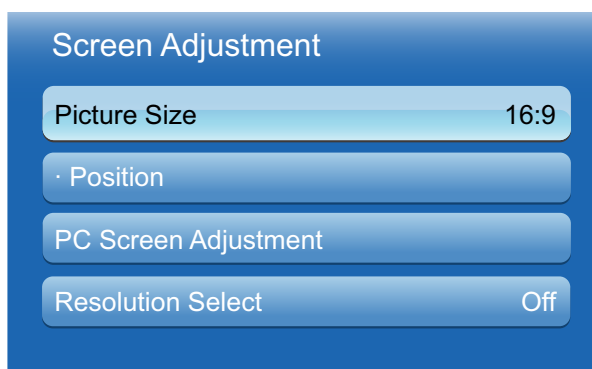 Screen Adjustment
Picture Size 16:9
· Position
PC Screen Adjustment
Resolution Select Off